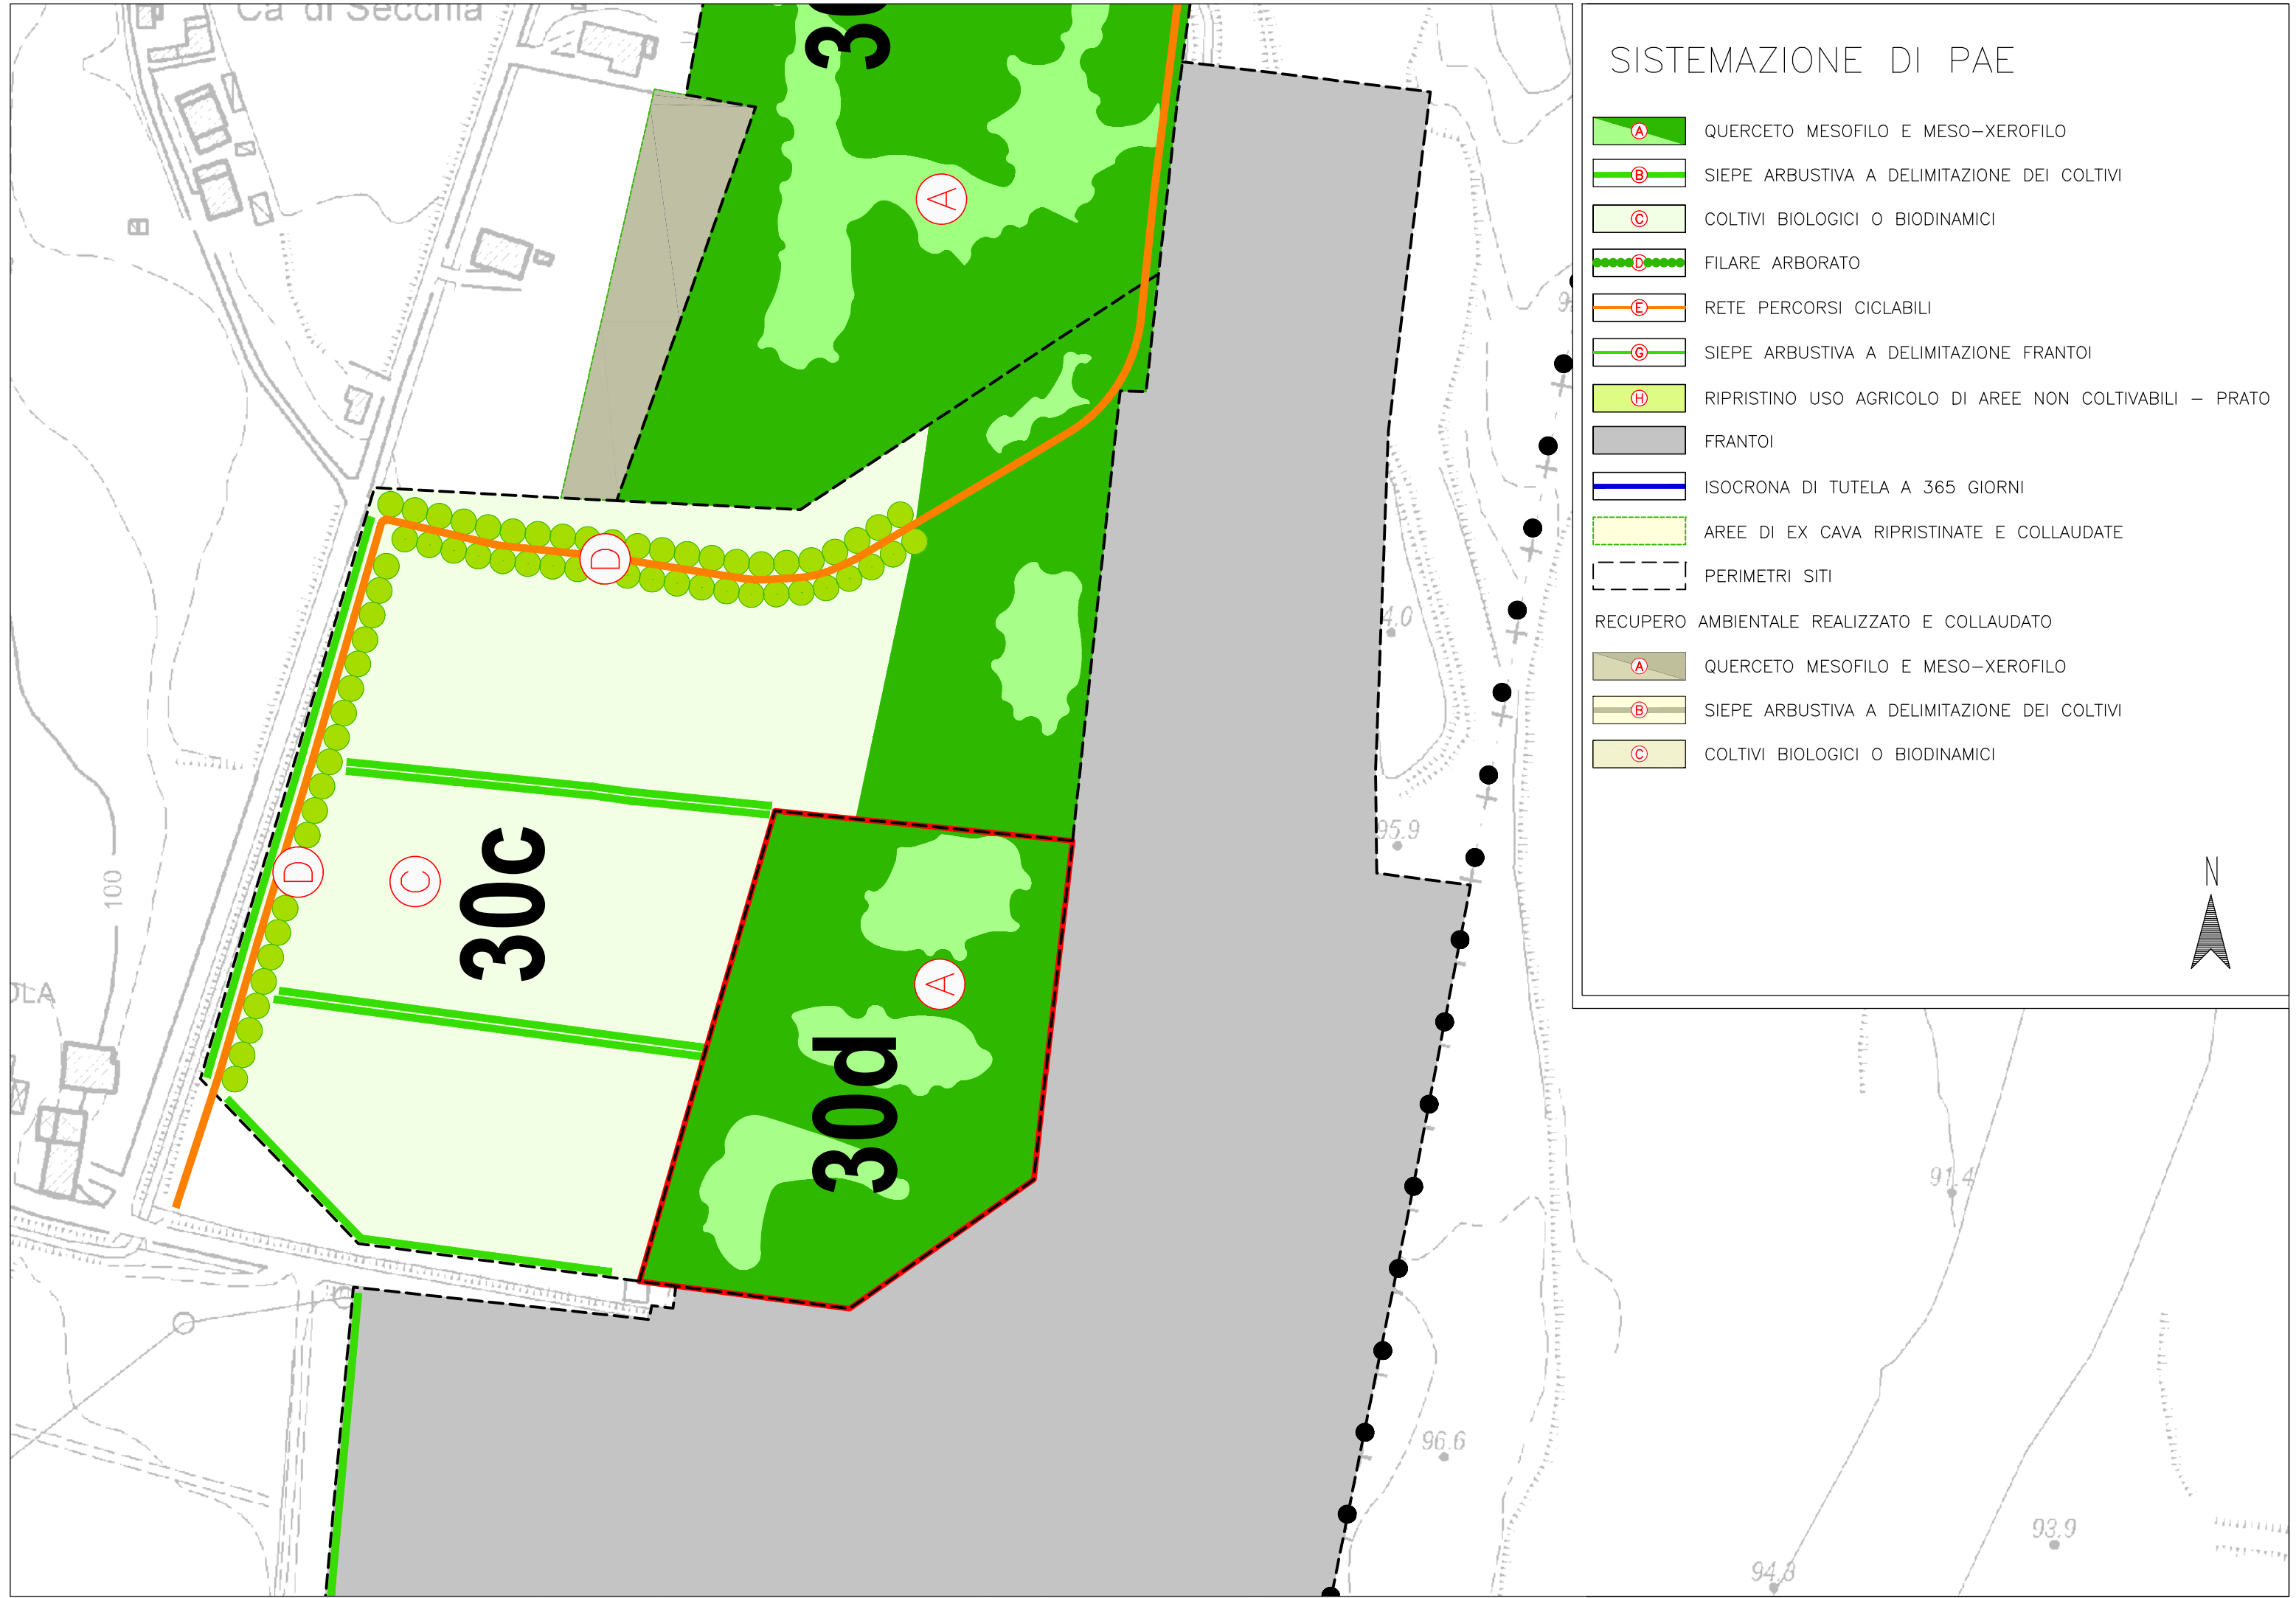 Ca' di Secchia
30
A
D
D
C
30c
A
30d
100
OLA
4.0
95.9
96.6
91.4
93.9
94.8
SISTEMAZIONE DI PAE
A QUERCETO MESOFILO E MESO-XEROFILO
B SIEPE ARBUSTIVA A DELIMITAZIONE DEI COLTIVI
C COLTIVI BIOLOGICI O BIODINAMICI
D FILARE ARBORATO
E RETE PERCORSI CICLABILI
G SIEPE ARBUSTIVA A DELIMITAZIONE FRANTOI
H RIPRISTINO USO AGRICOLO DI AREE NON COLTIVABILI - PRATO
FRANTOI
ISOCRONA DI TUTELA A 365 GIORNI
AREE DI EX CAVA RIPRISTINATE E COLLAUDATE
PERIMETRI SITI
RECUPERO AMBIENTALE REALIZZATO E COLLAUDATO
A QUERCETO MESOFILO E MESO-XEROFILO
B SIEPE ARBUSTIVA A DELIMITAZIONE DEI COLTIVI
C COLTIVI BIOLOGICI O BIODINAMICI
N